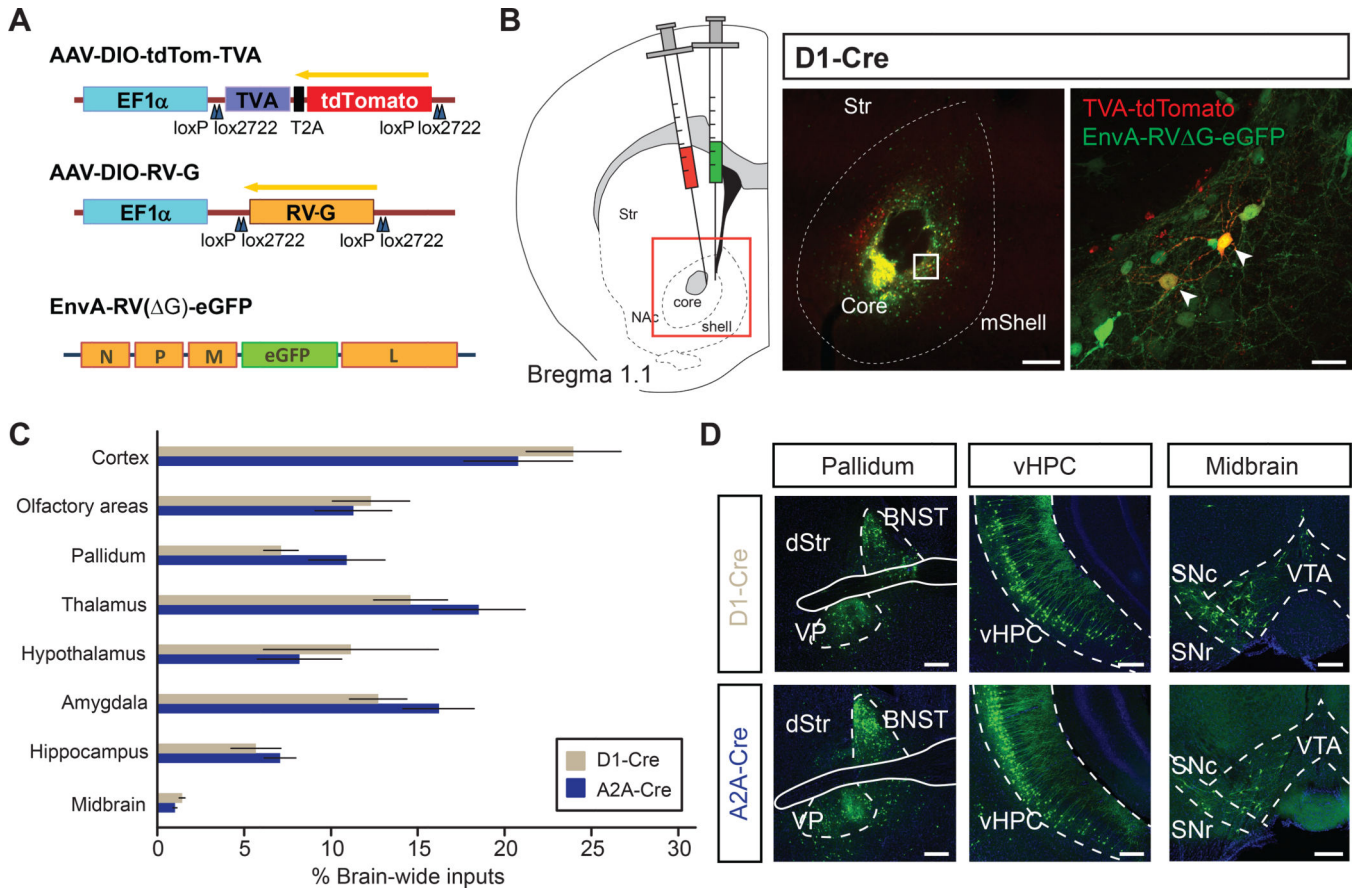 A
AAV-DIO-tdTom-TVA
EF1α TVA tdTomato
loxP lox2722 T2A loxP lox2722
AAV-DIO-RV-G
EF1α RV-G
loxP lox2722 loxP lox2722
EnvA-RV(ΔG)-eGFP
N P M eGFP L
B
Str
core
NAc
shell
Bregma 1.1
D1-Cre
Str
Core
mShell
TVA-tdTomato
EnvA-RVΔG-eGFP
C
Cortex
Olfactory areas
Pallidum
Thalamus
Hypothalamus
Amygdala
Hippocampus
Midbrain
D1-Cre
A2A-Cre
0 5 10 15 20 25 30
% Brain-wide inputs
D
Pallidum vHPC Midbrain
D1-Cre
dStr BNST
VP
vHPC
SNc VTA
SNr
A2A-Cre
dStr BNST
VP
vHPC
VTA
SNc
SNr